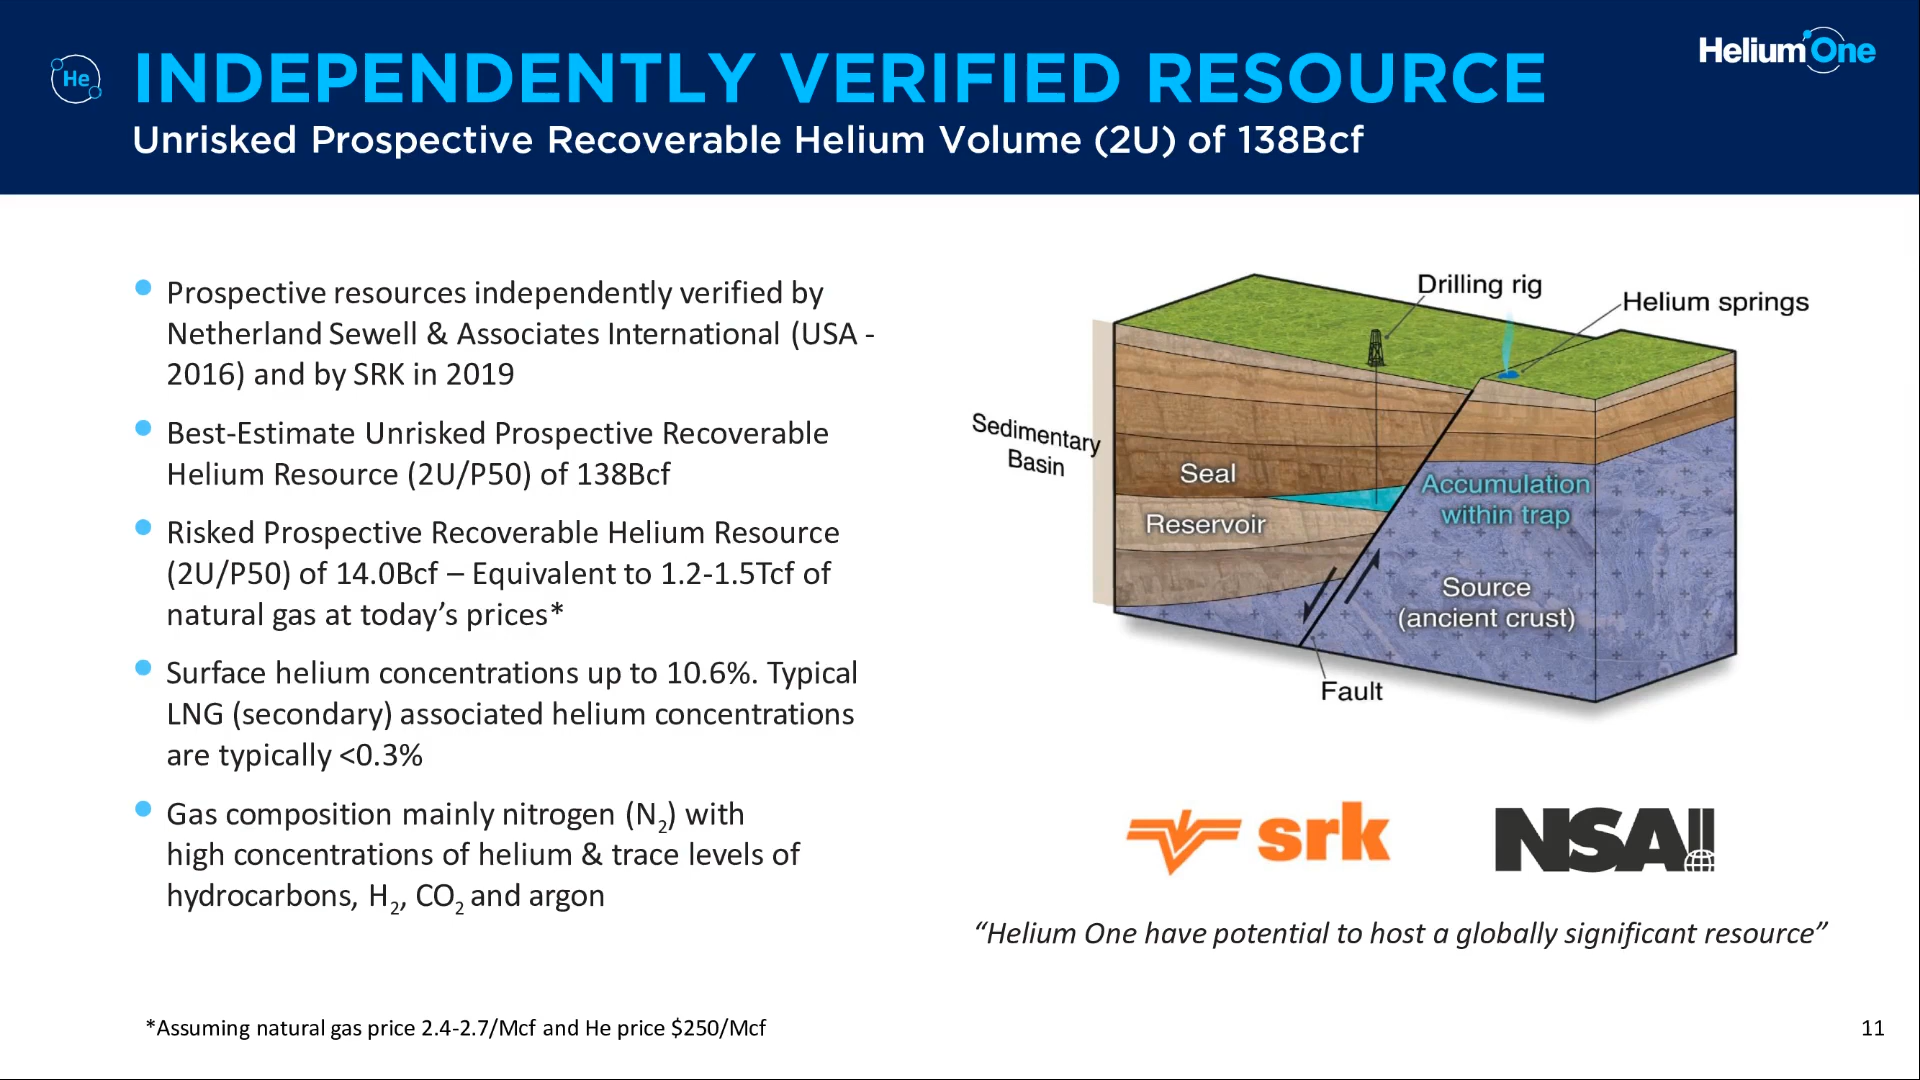 He
INDEPENDENTLY VERIFIED RESOURCE
Unrisked Prospective Recoverable Helium Volume (2U) of 138Bcf
HeliumOne
Prospective resources independently verified by
Netherland Sewell & Associates International (USA -
2016) and by SRK in 2019
Best-Estimate Unrisked Prospective Recoverable
Helium Resource (2U/P50) of 138Bcf
Risked Prospective Recoverable Helium Resource
(2U/P50) of 14.0Bcf – Equivalent to 1.2-1.5Tcf of
natural gas at today’s prices*
Surface helium concentrations up to 10.6%. Typical
LNG (secondary) associated helium concentrations
are typically <0.3%
Gas composition mainly nitrogen (N₂) with
high concentrations of helium & trace levels of
hydrocarbons, H₂, CO₂ and argon
Drilling rig
Helium springs
Sedimentary
Basin
Seal
Reservoir
Accumulation
within trap
Source
(ancient crust)
Fault
srk
NSAI
“Helium One have potential to host a globally significant resource”
*Assuming natural gas price 2.4-2.7/Mcf and He price $250/Mcf
11